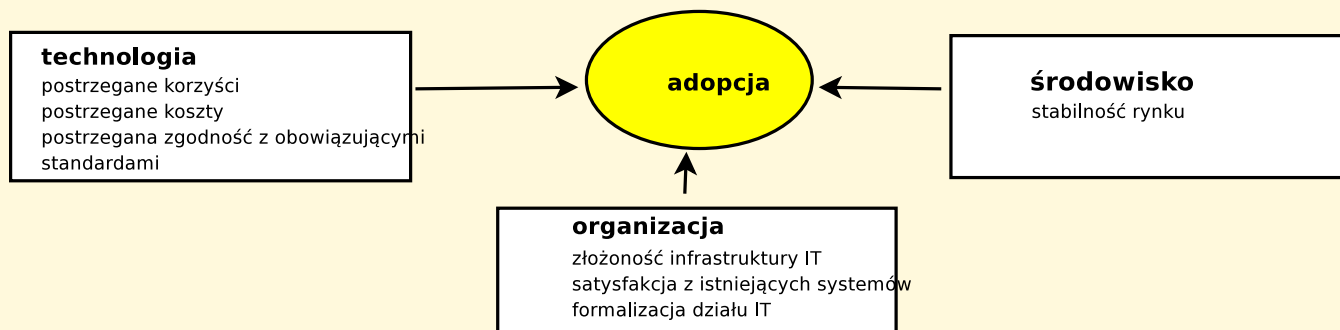 technologia
postrzegane korzyści
postrzegane koszty
postrzegana zgodność z obowiązującymi
standardami
adopcja
środowisko
stabilność rynku
organizacja
złożoność infrastruktury IT
satysfakcja z istniejących systemów
formalizacja działu IT